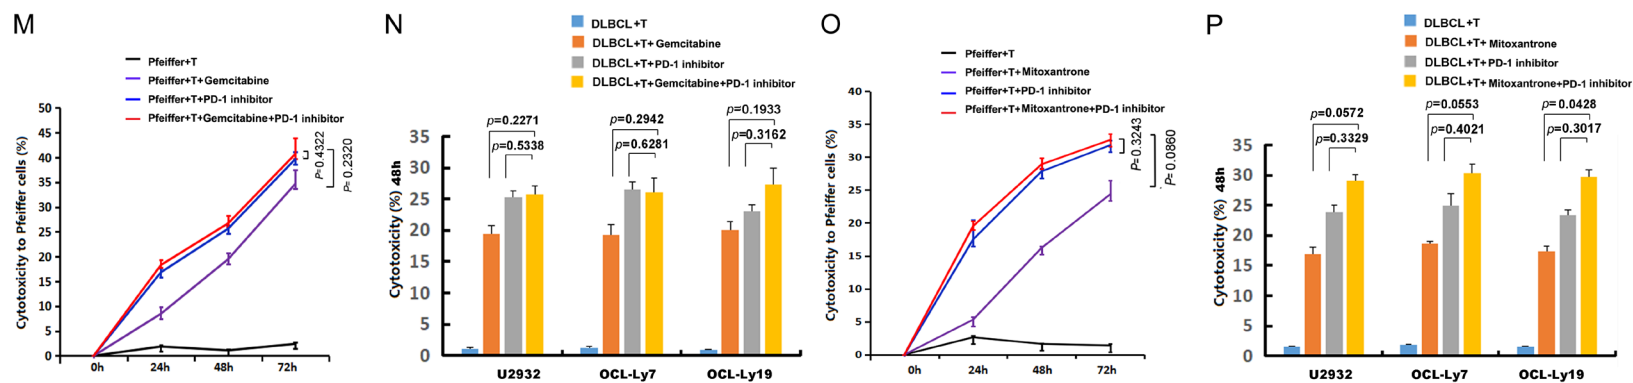 M
Pfeiffer+T
Pfeiffer+T+Gemcitabine
Pfeiffer+T+PD-1 inhibitor
Pfeiffer+T+Gemcitabine+PD-1 inhibitor
Cytotoxicity to Pfeiffer cells (%)
50
45
40
35
30
25
20
15
10
5
0
0h 24h 48h 72h
P=0.4322
P= 0.2320
N
DLBCL+T
DLBCL+T+Gemcitabine
DLBCL+T+PD-1 inhibitor
DLBCL+T+Gemcitabine+PD-1 inhibitor
Cytotoxicity (%) 48h
35
30
25
20
15
10
5
0
p=0.2271
p=0.5338
p=0.2942
p=0.6281
p=0.1933
p=0.3162
U2932 OCL-Ly7 OCL-Ly19
O
Pfeiffer+T
Pfeiffer+T+Mitoxantrone
Pfeiffer+T+PD-1 inhibitor
Pfeiffer+T+Mitoxantrone+PD-1 inhibitor
Cytotoxicity to Pfeiffer cells (%)
40
35
30
25
20
15
10
5
0
0h 24h 48h 72h
P=0.3243
P= 0.0860
P
DLBCL+T
DLBCL+T+Mitoxantrone
DLBCL+T+PD-1 inhibitor
DLBCL+T+Mitoxantrone+PD-1 inhibitor
Cytotoxicity (%) 48h
35
30
25
20
15
10
5
0
p=0.0572
p=0.3329
p=0.0553
p=0.4021
p=0.0428
p=0.3017
U2932 OCL-Ly7 OCL-Ly19